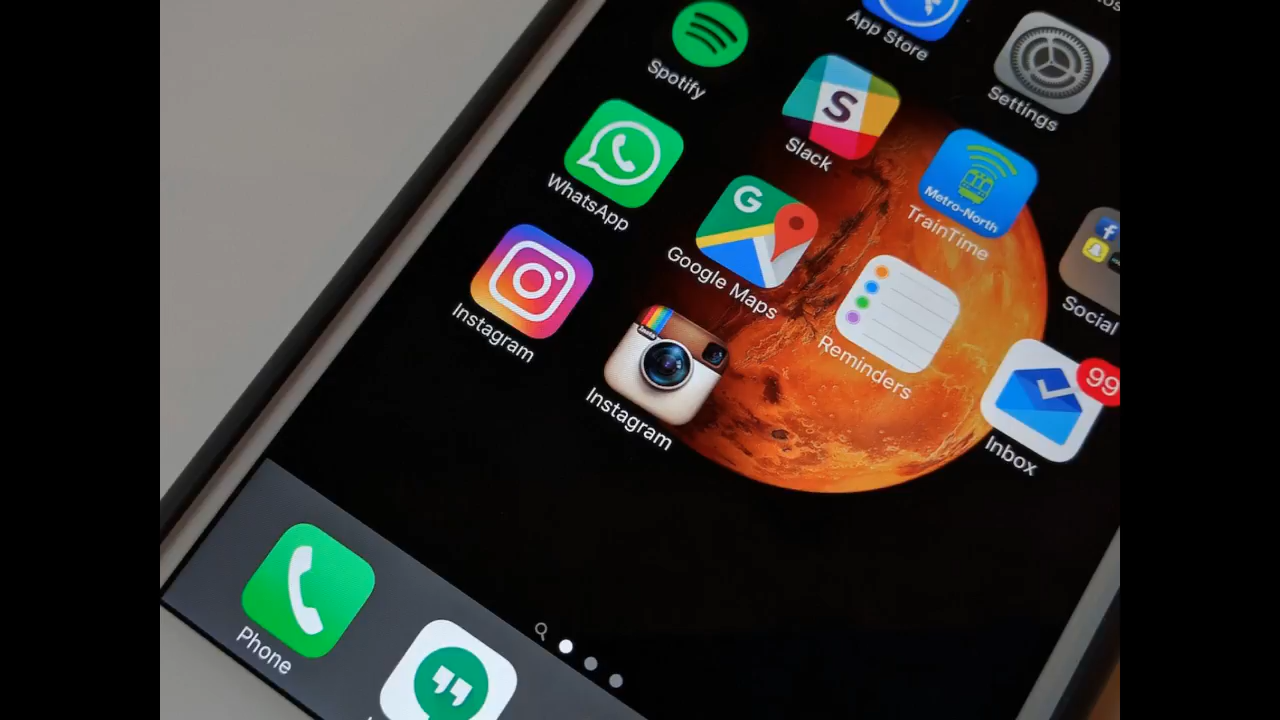 Spotify
App Store
Settings
WhatsApp
Slack
Metro-North
TrainTime
Instagram
G
Google Maps
Reminders
Social
Instagram
Inbox
99
Phone